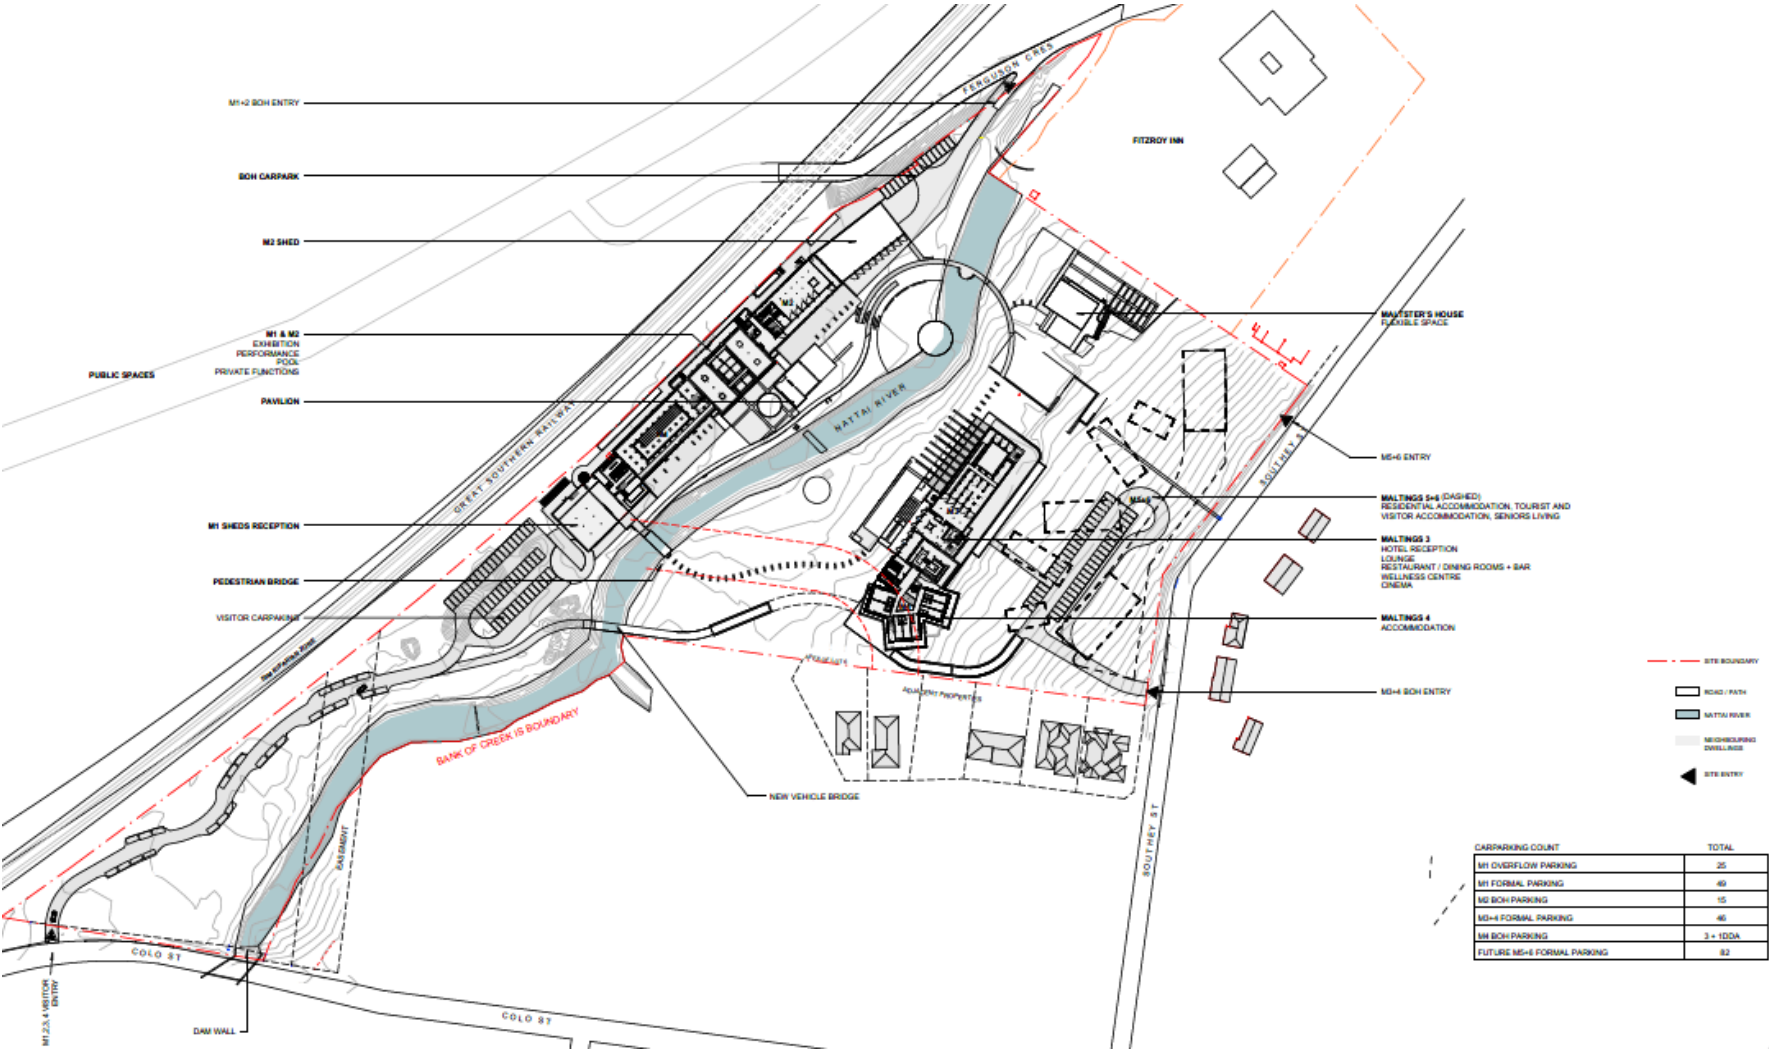 FERGUSON CRES
M1+2 BOH ENTRY
FITZROY INN
BOH CARPARK
M2 SHED
M2
M1 & M2
EXHIBITION
PERFORMANCE
POOL
PRIVATE FUNCTIONS
MALTSTER'S HOUSE
FLEXIBLE SPACE
PUBLIC SPACES
PAVILION
NATTAI RIVER
GREAT SOUTHERN RAILWAY
SOUTHEY ST
M5+6 ENTRY
M5+6
MALTINGS 5+6 (DASHED)
RESIDENTIAL ACCOMMODATION, TOURIST AND
VISITOR ACCOMMODATION, SENIORS LIVING
M1 SHEDS RECEPTION
MALTINGS 3
HOTEL RECEPTION
LOUNGE
RESTAURANT / DINING ROOMS + BAR
WELLNESS CENTRE
CINEMA
PEDESTRIAN BRIDGE
VISITOR CARPAKING
MALTINGS 4
ACCOMMODATION
SITE BOUNDARY
ADJACENT PROPERTIES
M3+4 BOH ENTRY
ROAD / PATH
NATTAI RIVER
BANK OF CREEK IS BOUNDARY
NEIGHBOURING
DWELLINGS
SITE ENTRY
NEW VEHICLE BRIDGE
EASEMENT
SOUTHEY ST
CARPARKING COUNT TOTAL
M1 OVERFLOW PARKING 25
M1 FORMAL PARKING 49
M2 BOH PARKING 15
M3+4 FORMAL PARKING 46
M4 BOH PARKING 3 + 1DDA
FUTURE M5+6 FORMAL PARKING 82
COLO ST
M1,2,3,4 VISITOR
ENTRY
DAM WALL
COLO ST